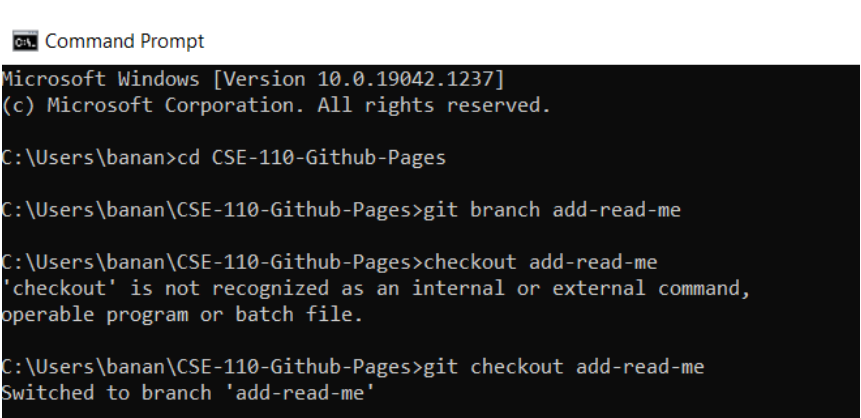 Command Prompt
Microsoft Windows [Version 10.0.19042.1237]
(c) Microsoft Corporation. All rights reserved.
C:\Users\banan>cd CSE-110-Github-Pages
C:\Users\banan\CSE-110-Github-Pages>git branch add-read-me
C:\Users\banan\CSE-110-Github-Pages>checkout add-read-me
'checkout' is not recognized as an internal or external command,
operable program or batch file.
C:\Users\banan\CSE-110-Github-Pages>git checkout add-read-me
Switched to branch 'add-read-me'